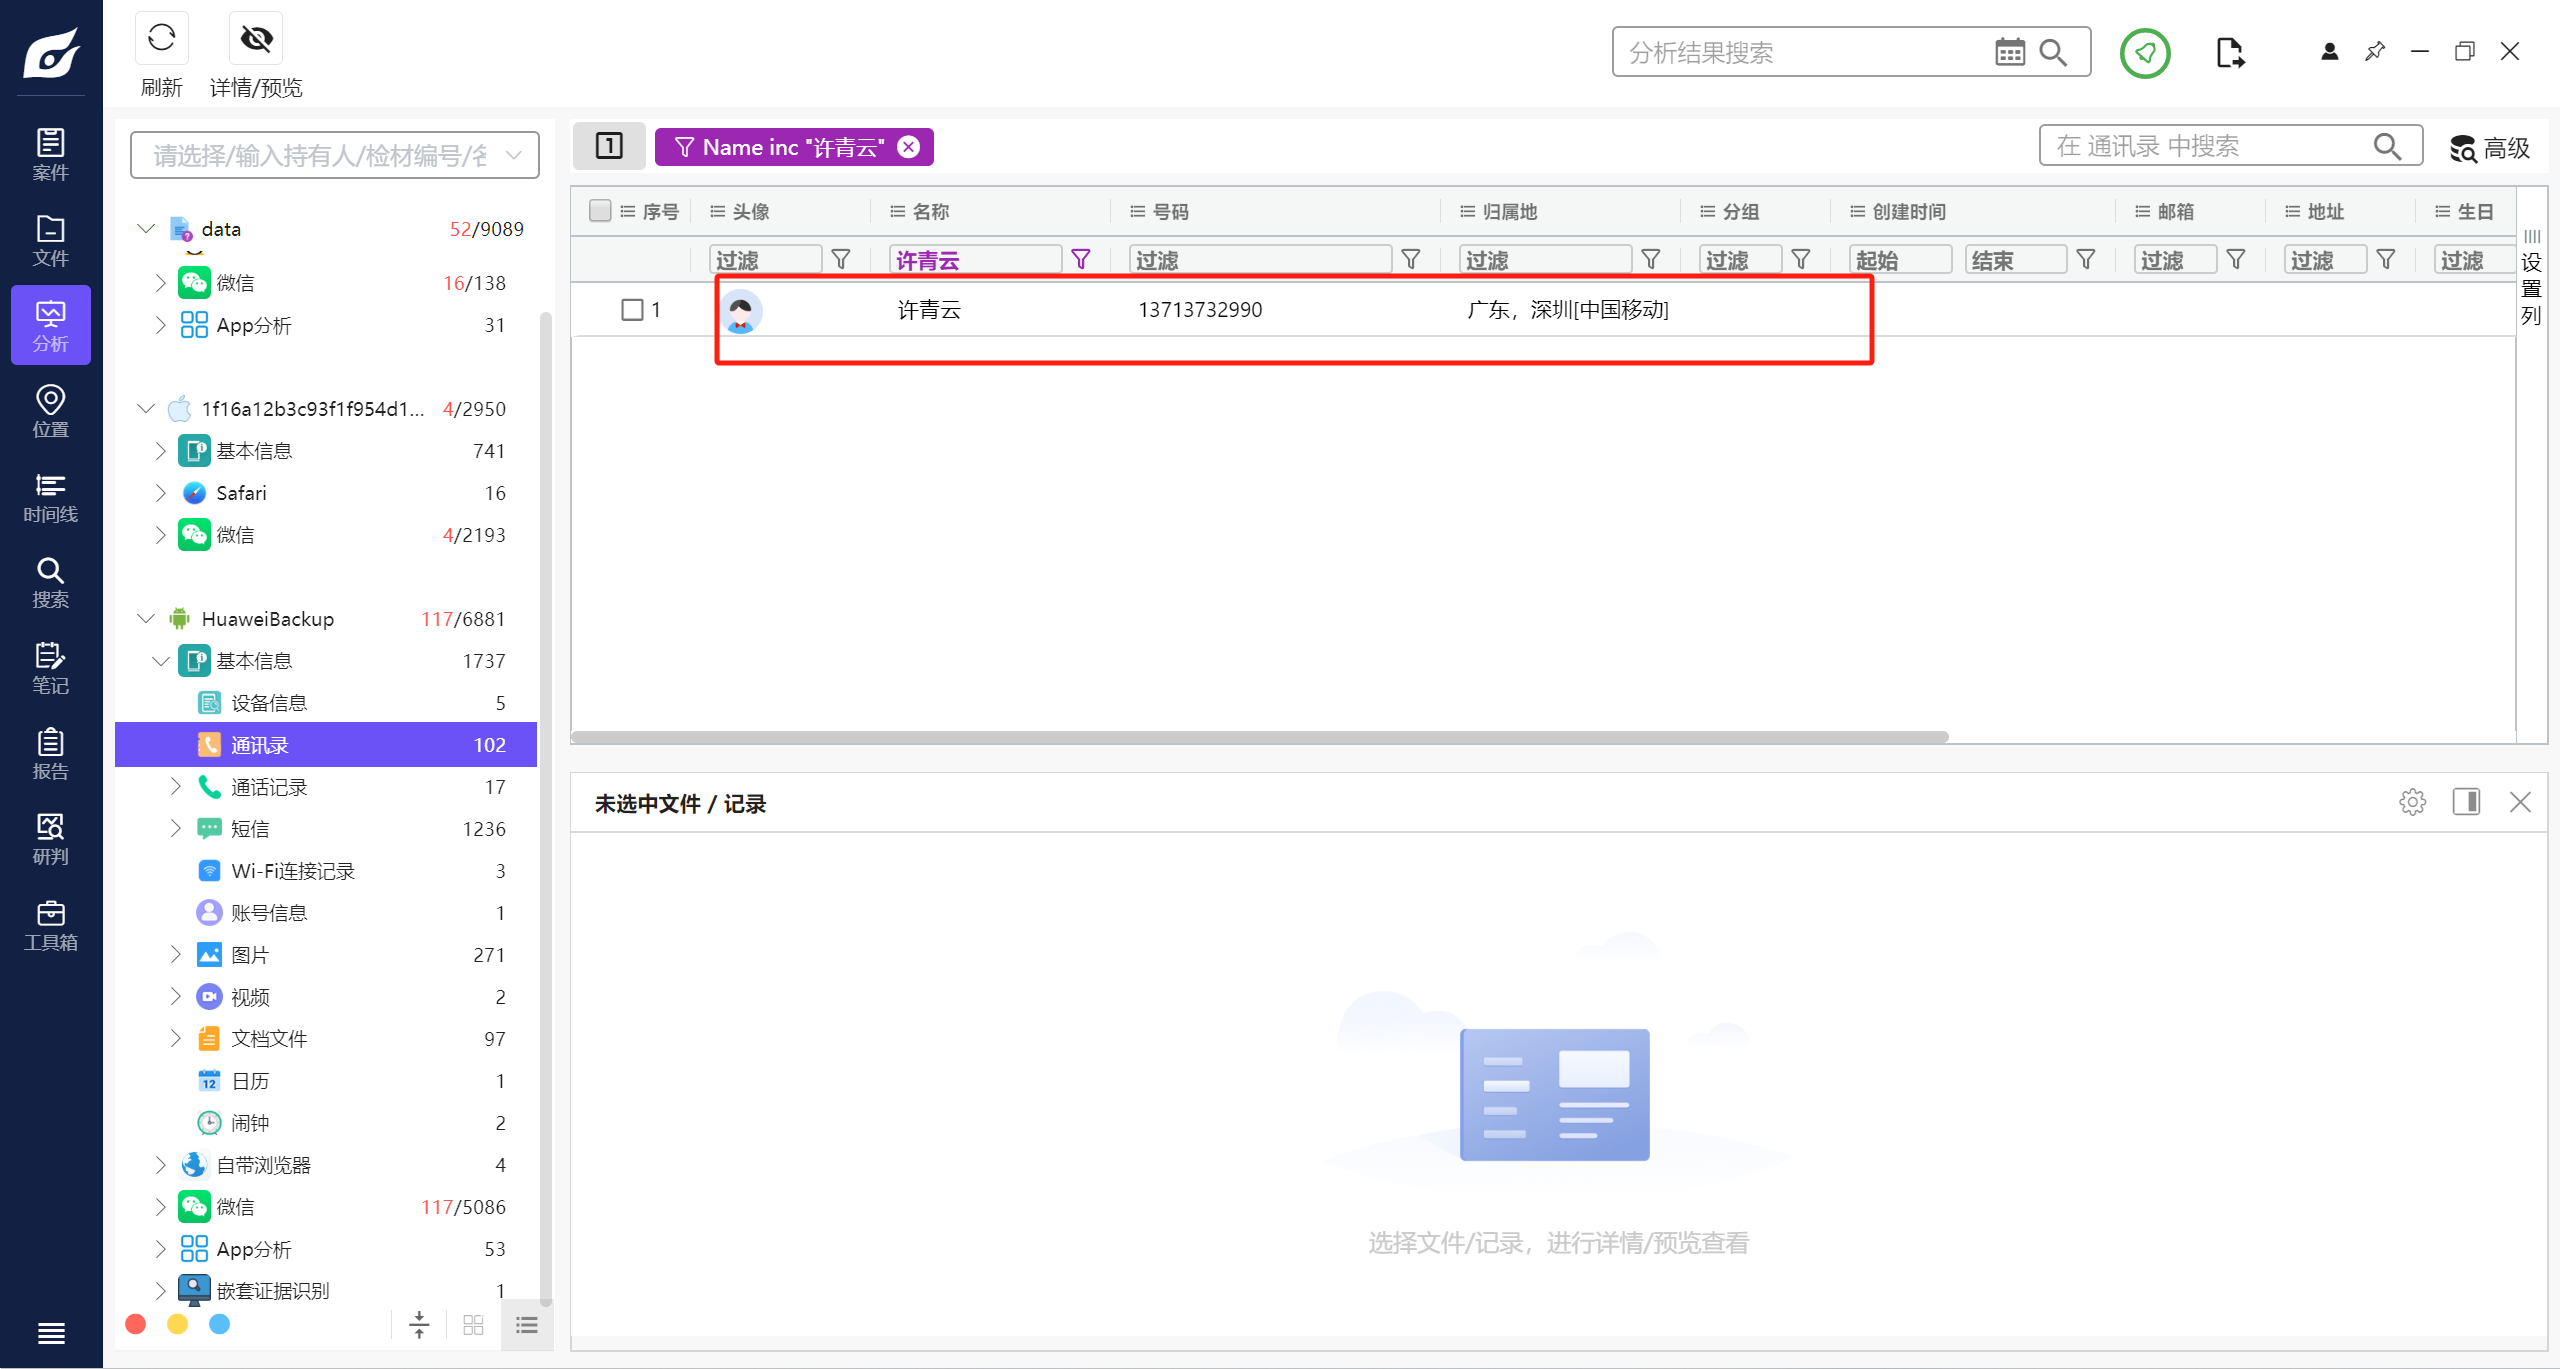 刷新
详情/预览
分析结果搜索
案件
文件
分析
位置
时间线
搜索
笔记
报告
研判
工具箱
请选择/输入持有人/检材编号/名
data 52/9089
微信 16/138
App分析 31
1f16a12b3c93f1f954d1... 4/2950
基本信息 741
Safari 16
微信 4/2193
HuaweiBackup 117/6881
基本信息 1737
设备信息 5
通讯录 102
通话记录 17
短信 1236
Wi-Fi连接记录 3
账号信息 1
图片 271
视频 2
文档文件 97
12 日历 1
闹钟 2
自带浏览器 4
微信 117/5086
App分析 53
嵌套证据识别 1
1 Name inc "许青云"
在 通讯录 中搜索
高级
序号 头像 名称 号码 归属地 分组 创建时间 邮箱 地址 生日
过滤 许青云 过滤 过滤 过滤 起始 结束 过滤 过滤 过滤
1 许青云 13713732990 广东，深圳[中国移动]
设置列
未选中文件 / 记录
选择文件/记录，进行详情/预览查看